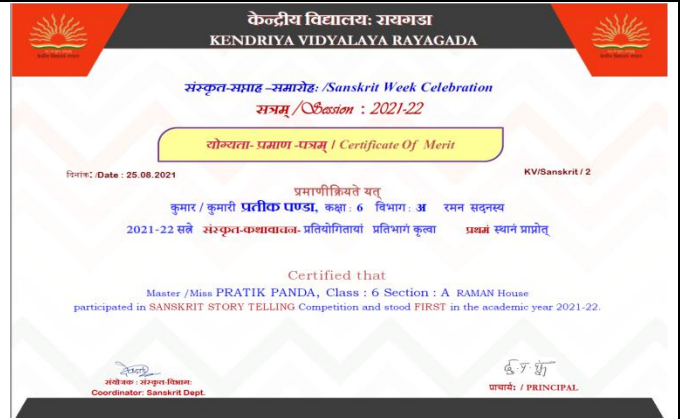 केन्द्रीय विद्यालय: रायगडा
KENDRIYA VIDYALAYA RAYAGADA
संस्कृत-सप्ताह –समारोह: /Sanskrit Week Celebration
सत्रम् / Session : 2021-22
योग्यता- प्रमाण -पत्रम् / Certificate Of Merit
दिनांक: /Date : 25.08.2021
KV/Sanskrit / 2
प्रमाणीक्रियते यत्
कुमार / कुमारी प्रतीक पण्डा, कक्षा : 6 विभाग : अ रमन सदनस्य
2021-22 सत्रे संस्कृत-कथावाचन- प्रतियोगितायां प्रतिभागं कृत्वा प्रथमं स्थानं प्राप्नोत्
Certified that
Master /Miss PRATIK PANDA, Class : 6 Section : A RAMAN House
participated in SANSKRIT STORY TELLING Competition and stood FIRST in the academic year 2021-22.
संयोजक : संस्कृत-विभाग:
Coordinator: Sanskrit Dept.
प्राचार्य: / PRINCIPAL